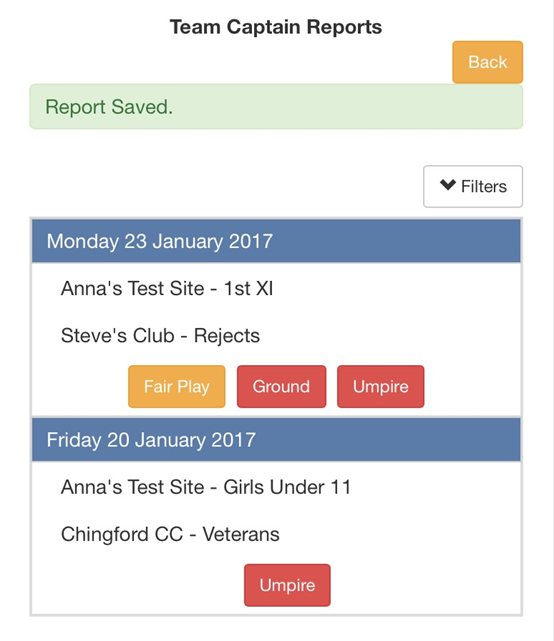 Team Captain Reports
Back
Report Saved.
Filters
Monday 23 January 2017
Anna's Test Site - 1st XI
Steve's Club - Rejects
Fair Play Ground Umpire
Friday 20 January 2017
Anna's Test Site - Girls Under 11
Chingford CC - Veterans
Umpire